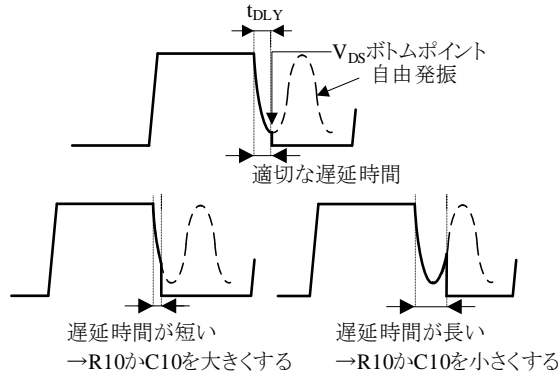 tDLY
VDSボトムポイント
自由発振
適切な遅延時間
遅延時間が短い
→R10かC10を大きくする
遅延時間が長い
→R10かC10を小さくする